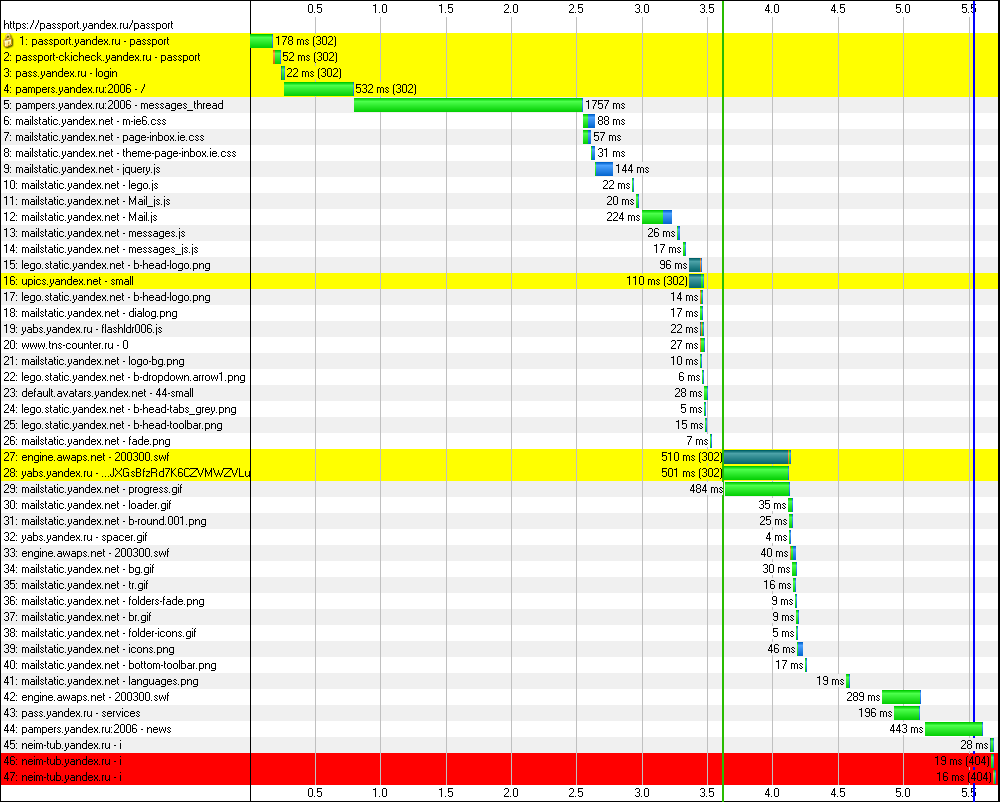 0.5 1.0 1.5 2.0 2.5 3.0 3.5 4.0 4.5 5.0 5.5
https://passport.yandex.ru/passport
1: passport.yandex.ru - passport 178 ms (302)
2: passport-ckicheck.yandex.ru - passport 52 ms (302)
3: pass.yandex.ru - login 22 ms (302)
4: pampers.yandex.ru:2006 - / 532 ms (302)
5: pampers.yandex.ru:2006 - messages_thread 1757 ms
6: mailstatic.yandex.net - m-ie6.css 88 ms
7: mailstatic.yandex.net - page-inbox.ie.css 57 ms
8: mailstatic.yandex.net - theme-page-inbox.ie.css 31 ms
9: mailstatic.yandex.net - jquery.js 144 ms
10: mailstatic.yandex.net - lego.js 22 ms
11: mailstatic.yandex.net - Mail_js.js 20 ms
12: mailstatic.yandex.net - Mail.js 224 ms
13: mailstatic.yandex.net - messages.js 26 ms
14: mailstatic.yandex.net - messages_js.js 17 ms
15: lego.static.yandex.net - b-head-logo.png 96 ms
16: upics.yandex.net - small 110 ms (302)
17: lego.static.yandex.net - b-head-logo.png 14 ms
18: mailstatic.yandex.net - dialog.png 17 ms
19: yabs.yandex.ru - flashldr006.js 22 ms
20: www.tns-counter.ru - 0 27 ms
21: mailstatic.yandex.net - logo-bg.png 10 ms
22: lego.static.yandex.net - b-dropdown.arrow1.png 6 ms
23: default.avatars.yandex.net - 44-small 28 ms
24: lego.static.yandex.net - b-head-tabs_grey.png 5 ms
25: lego.static.yandex.net - b-head-toolbar.png 15 ms
26: mailstatic.yandex.net - fade.png 7 ms
27: engine.awaps.net - 200300.swf 510 ms (302)
28: yabs.yandex.ru - ...JXGsBfzRd7K6CZVMWZVLu 501 ms (302)
29: mailstatic.yandex.net - progress.gif 484 ms
30: mailstatic.yandex.net - loader.gif 35 ms
31: mailstatic.yandex.net - b-round.001.png 25 ms
32: yabs.yandex.ru - spacer.gif 4 ms
33: engine.awaps.net - 200300.swf 40 ms
34: mailstatic.yandex.net - bg.gif 30 ms
35: mailstatic.yandex.net - tr.gif 16 ms
36: mailstatic.yandex.net - folders-fade.png 9 ms
37: mailstatic.yandex.net - br.gif 9 ms
38: mailstatic.yandex.net - folder-icons.gif 5 ms
39: mailstatic.yandex.net - icons.png 46 ms
40: mailstatic.yandex.net - bottom-toolbar.png 17 ms
41: mailstatic.yandex.net - languages.png 19 ms
42: engine.awaps.net - 200300.swf 289 ms
43: pass.yandex.ru - services 196 ms
44: pampers.yandex.ru:2006 - news 443 ms
45: neim-tub.yandex.ru - i 28 ms
46: neim-tub.yandex.ru - i 19 ms (404)
47: neim-tub.yandex.ru - i 16 ms (404)
0.5 1.0 1.5 2.0 2.5 3.0 3.5 4.0 4.5 5.0 5.5